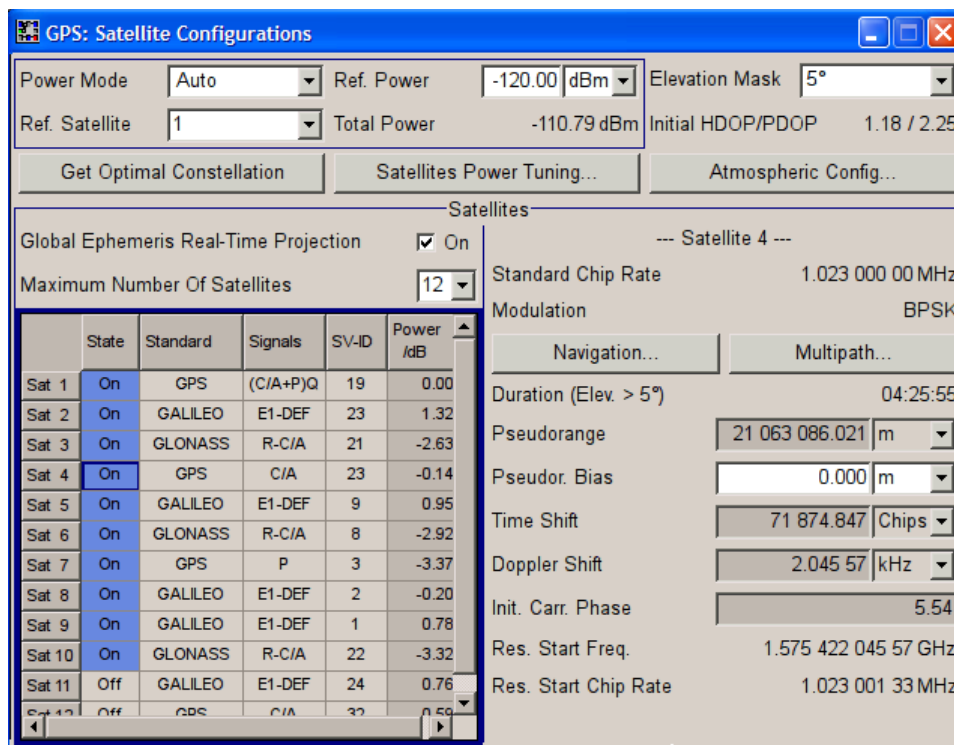 GPS: Satellite Configurations
Power Mode Auto Ref. Power -120.00 dBm Elevation Mask 5°
Ref. Satellite 1 Total Power -110.79 dBm Initial HDOP/PDOP 1.18 / 2.25
Get Optimal Constellation Satellites Power Tuning... Atmospheric Config...
Satellites
Global Ephemeris Real-Time Projection On
Maximum Number Of Satellites 12
State Standard Signals SV-ID Power /dB
Sat 1 On GPS (C/A+P)Q 19 0.00
Sat 2 On GALILEO E1-DEF 23 1.32
Sat 3 On GLONASS R-C/A 21 -2.63
Sat 4 On GPS C/A 23 -0.14
Sat 5 On GALILEO E1-DEF 9 0.95
Sat 6 On GLONASS R-C/A 8 -2.92
Sat 7 On GPS P 3 -3.37
Sat 8 On GALILEO E1-DEF 2 -0.20
Sat 9 On GALILEO E1-DEF 1 0.78
Sat 10 On GLONASS R-C/A 22 -3.32
Sat 11 Off GALILEO E1-DEF 24 0.76
Sat 12 Off GPS C/A 32 0.59
--- Satellite 4 ---
Standard Chip Rate 1.023 000 00 MHz
Modulation BPSK
Navigation... Multipath...
Duration (Elev. > 5°) 04:25:55
Pseudorange 21 063 086.021 m
Pseudor. Bias 0.000 m
Time Shift 71 874.847 Chips
Doppler Shift 2.045 57 kHz
Init. Carr. Phase 5.54
Res. Start Freq. 1.575 422 045 57 GHz
Res. Start Chip Rate 1.023 001 33 MHz